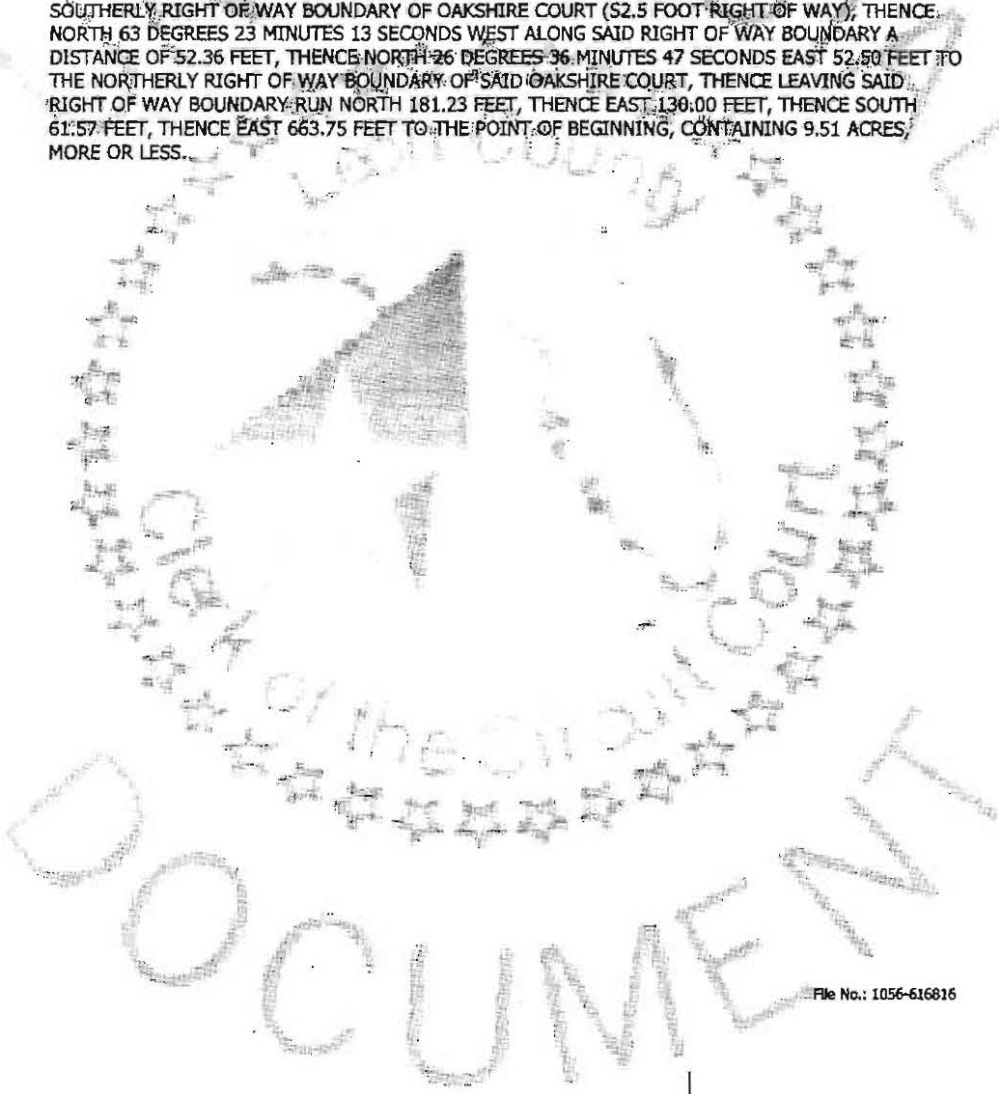 SOUTHERLY RIGHT OF WAY BOUNDARY OF OAKSHIRE COURT (52.5 FOOT RIGHT OF WAY), THENCE
NORTH 63 DEGREES 23 MINUTES 13 SECONDS WEST ALONG SAID RIGHT OF WAY BOUNDARY A
DISTANCE OF 52.36 FEET, THENCE NORTH 26 DEGREES 36 MINUTES 47 SECONDS EAST 52.50 FEET TO
THE NORTHERLY RIGHT OF WAY BOUNDARY OF SAID OAKSHIRE COURT, THENCE LEAVING SAID
RIGHT OF WAY BOUNDARY RUN NORTH 181.23 FEET, THENCE EAST 130.00 FEET, THENCE SOUTH
61.57 FEET, THENCE EAST 663.75 FEET TO THE POINT OF BEGINNING, CONTAINING 9.51 ACRES,
MORE OR LESS.
County
Clerk of the Circuit Court
DOCUMENT
File No.: 1056-616816